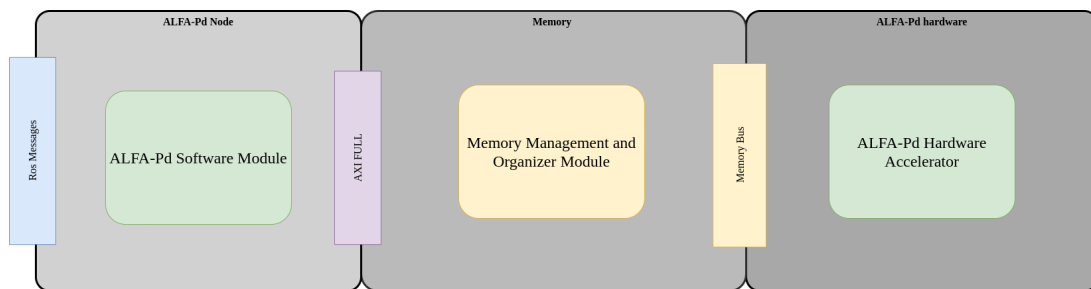 ALFA-Pd Node
Memory
ALFA-Pd hardware
Ros Messages
ALFA-Pd Software Module
AXI FULL
Memory Management and
Organizer Module
Memory Bus
ALFA-Pd Hardware
Accelerator